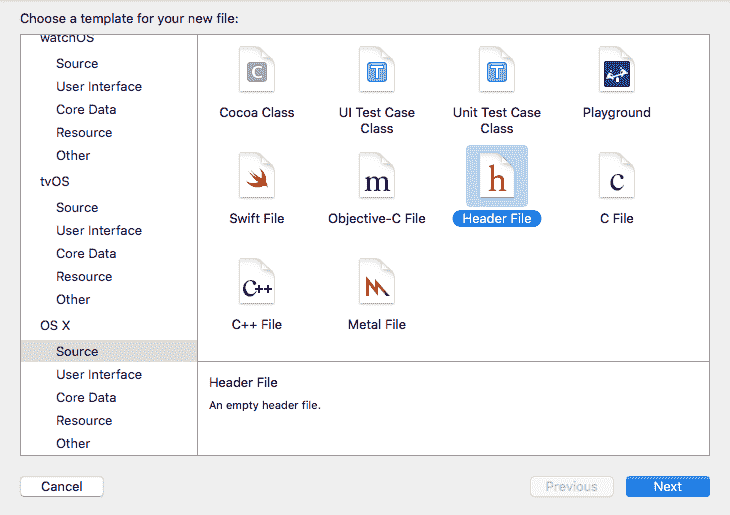 Choose a template for your new file:
watchOS
Source
User Interface
Core Data
Resource
Other
tvOS
Source
User Interface
Core Data
Resource
Other
OS X
Source
User Interface
Core Data
Resource
Other
C
Cocoa Class
T
UI Test Case
Class
T
Unit Test Case
Class
Playground
Swift File
m
Objective-C File
h
Header File
c
C File
C++
C++ File
Metal File
Header File
An empty header file.
Cancel
Previous
Next